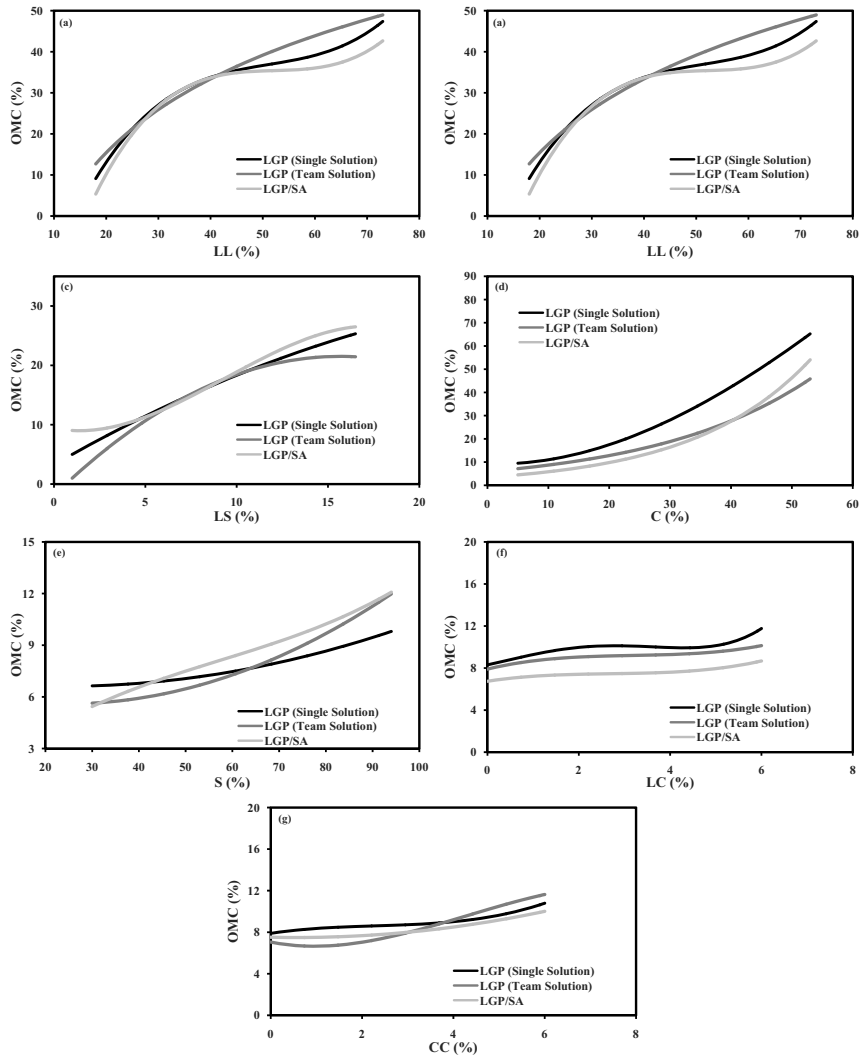 (a)
OMC (%)
50
40
30
20
10
0
LGP (Single Solution)
LGP (Team Solution)
LGP/SA
10 20 30 40 50 60 70 80
LL (%)
(a)
OMC (%)
50
40
30
20
10
0
LGP (Single Solution)
LGP (Team Solution)
LGP/SA
10 20 30 40 50 60 70 80
LL (%)
(c)
OMC (%)
30
20
10
0
LGP (Single Solution)
LGP (Team Solution)
LGP/SA
0 5 10 15 20
LS (%)
(d)
OMC (%)
90
80
70
60
50
40
30
20
10
0
LGP (Single Solution)
LGP (Team Solution)
LGP/SA
0 10 20 30 40 50 60
C (%)
(e)
OMC (%)
15
12
9
6
3
LGP (Single Solution)
LGP (Team Solution)
LGP/SA
20 30 40 50 60 70 80 90 100
S (%)
(f)
OMC (%)
20
16
12
8
4
0
LGP (Single Solution)
LGP (Team Solution)
LGP/SA
0 2 4 6 8
LC (%)
(g)
OMC (%)
20
16
12
8
4
0
LGP (Single Solution)
LGP (Team Solution)
LGP/SA
0 2 4 6 8
CC (%)